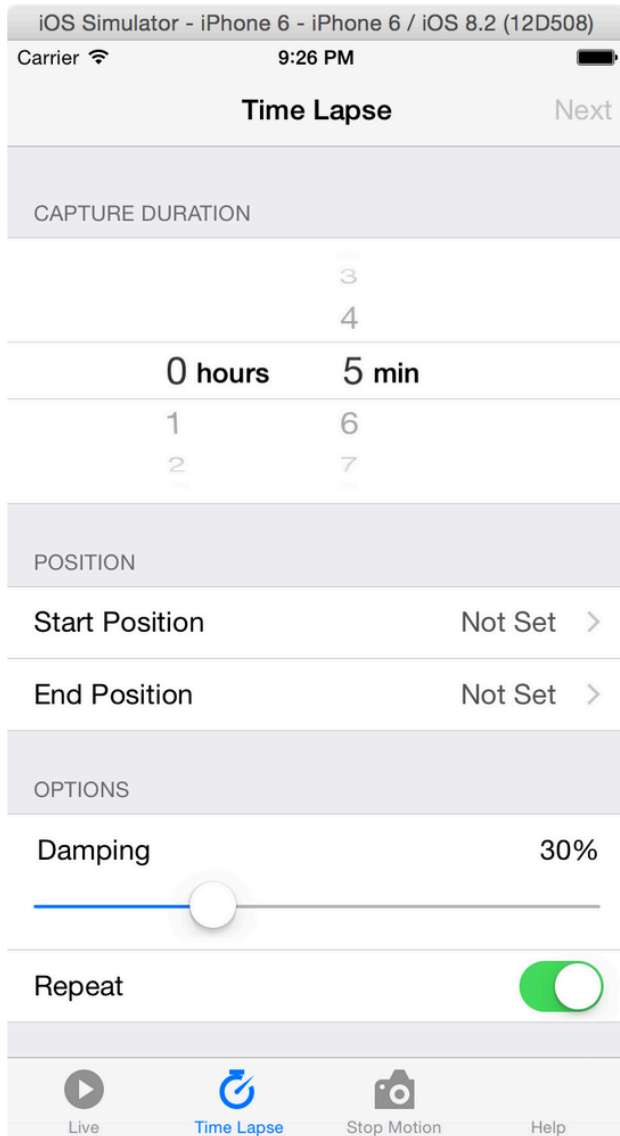 iOS Simulator - iPhone 6 - iPhone 6 / iOS 8.2 (12D508)
Carrier 9:26 PM
Time Lapse Next
CAPTURE DURATION
3
4
0 hours 5 min
1 6
2 7
POSITION
Start Position Not Set
End Position Not Set
OPTIONS
Damping 30%
Repeat
Live Time Lapse Stop Motion Help